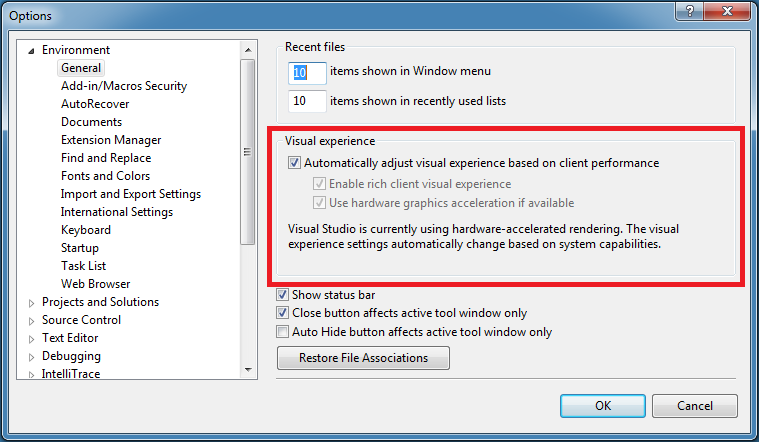 Options
Environment
General
Add-in/Macros Security
AutoRecover
Documents
Extension Manager
Find and Replace
Fonts and Colors
Import and Export Settings
International Settings
Keyboard
Startup
Task List
Web Browser
Projects and Solutions
Source Control
Text Editor
Debugging
IntelliTrace
Recent files
10 items shown in Window menu
10 items shown in recently used lists
Visual experience
Automatically adjust visual experience based on client performance
Enable rich client visual experience
Use hardware graphics acceleration if available
Visual Studio is currently using hardware-accelerated rendering. The visual
experience settings automatically change based on system capabilities.
Show status bar
Close button affects active tool window only
Auto Hide button affects active tool window only
Restore File Associations
OK
Cancel